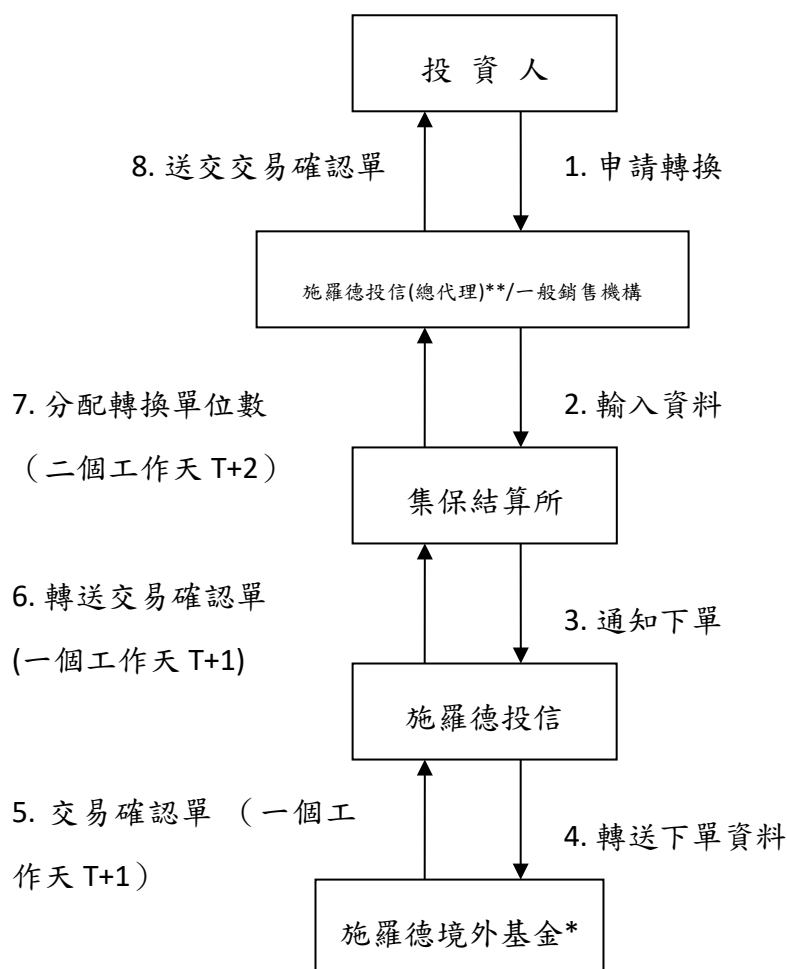 投 資 人
8. 送交交易確認單
1. 申請轉換
施羅德投信(總代理)**/一般銷售機構
7. 分配轉換單位數
（二個工作天 T+2）
2. 輸入資料
集保結算所
6. 轉送交易確認單
(一個工作天 T+1)
3. 通知下單
施羅德投信
5. 交易確認單 （一個工
作天 T+1）
4. 轉送下單資料
施羅德境外基金*